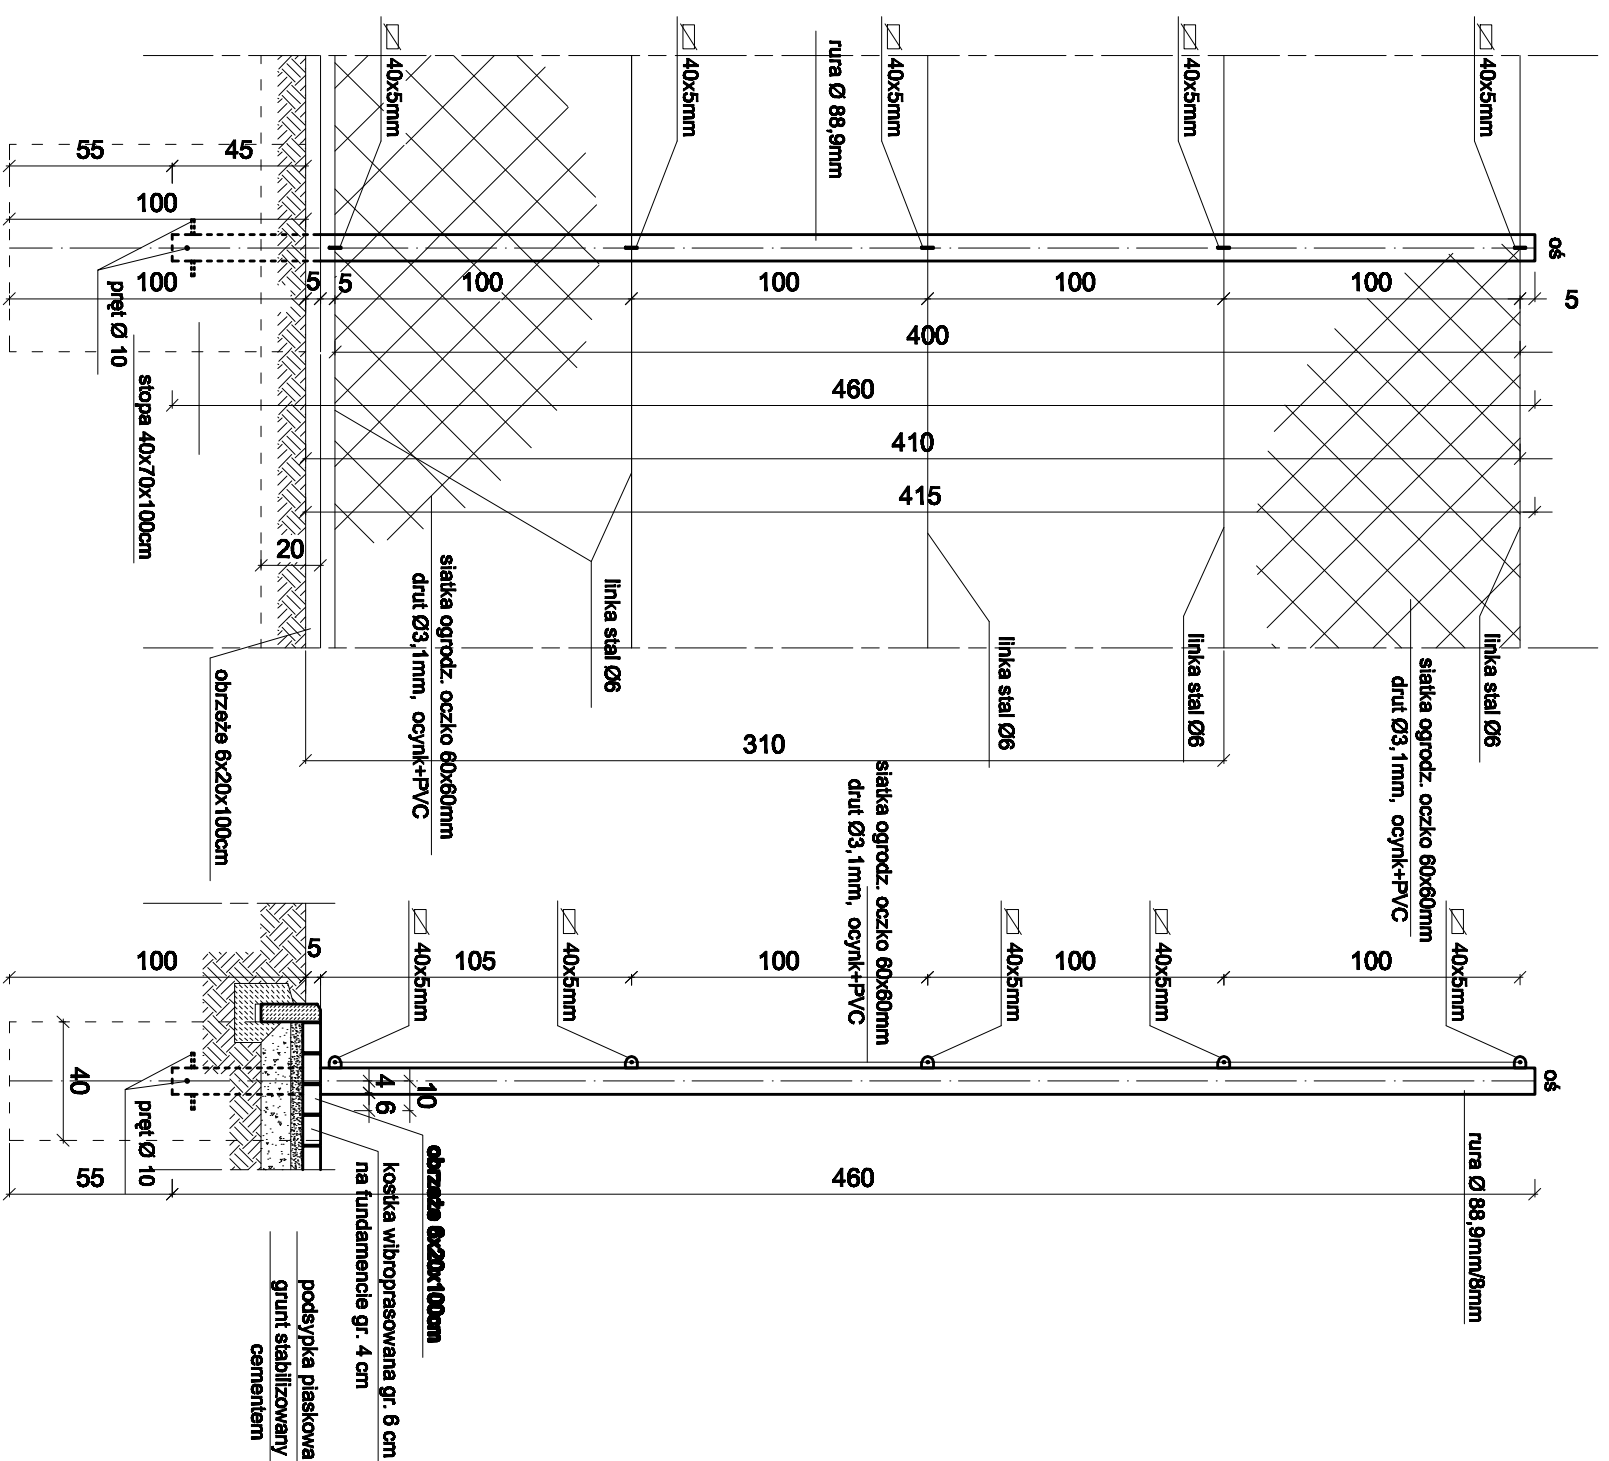 40x5mm
40x5mm
rura Ø 88,9mm
40x5mm
40x5mm
40x5mm
55
45
100
oś
100
5
5
100
100
100
100
5
pręt Ø 10
400
stopa 40x70x100cm
460
410
415
20
siatka ogrodz. oczko 60x60mm
drut Ø3,1mm, ocynk+PVC
linka stal Ø6
linka stal Ø6
linka stal Ø6
linka stal Ø6
siatka ogrodz. oczko 60x60mm
drut Ø3,1mm, ocynk+PVC
obrzeże 6x20x100cm
310
siatka ogrodz. oczko 60x60mm
drut Ø3,1mm, ocynk+PVC
40x5mm
40x5mm
40x5mm
40x5mm
40x5mm
100
5
105
100
100
100
oś
40
4
6
10
pręt Ø 10
rura Ø 88,9mm/8mm
55
460
obrzeże 6x20x100cm
kostka wibroprasowana gr. 6 cm
na fundamencie gr. 4 cm
podsypka piaskowa
grunt stabilizowany
cementem